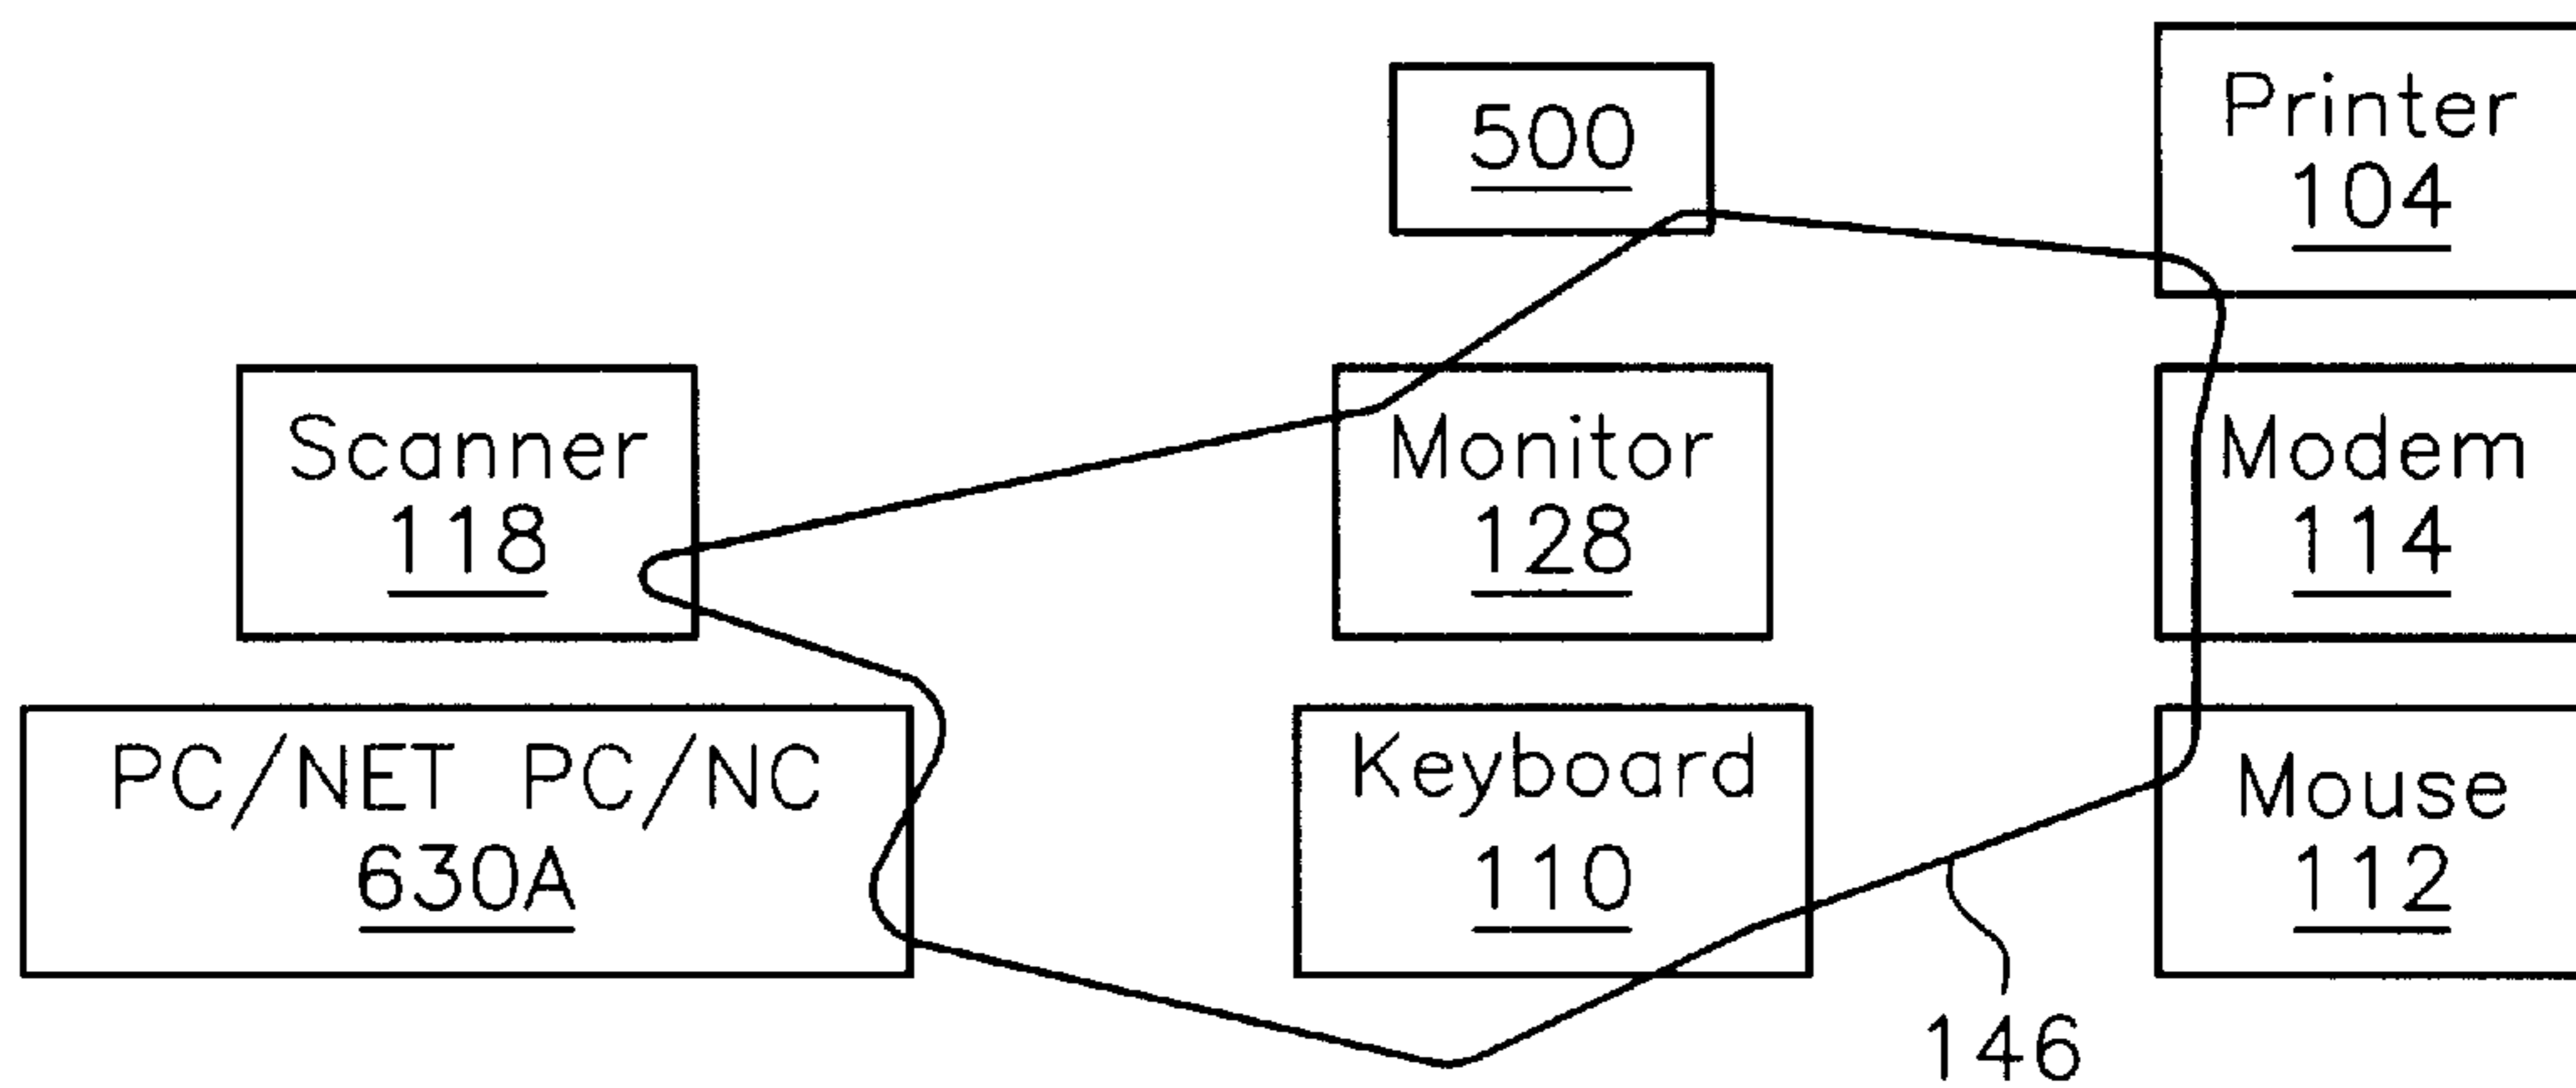 500
Printer
104
Scanner
118
Monitor
128
Modem
114
PC/NET PC/NC
630A
Keyboard
110
Mouse
112
146